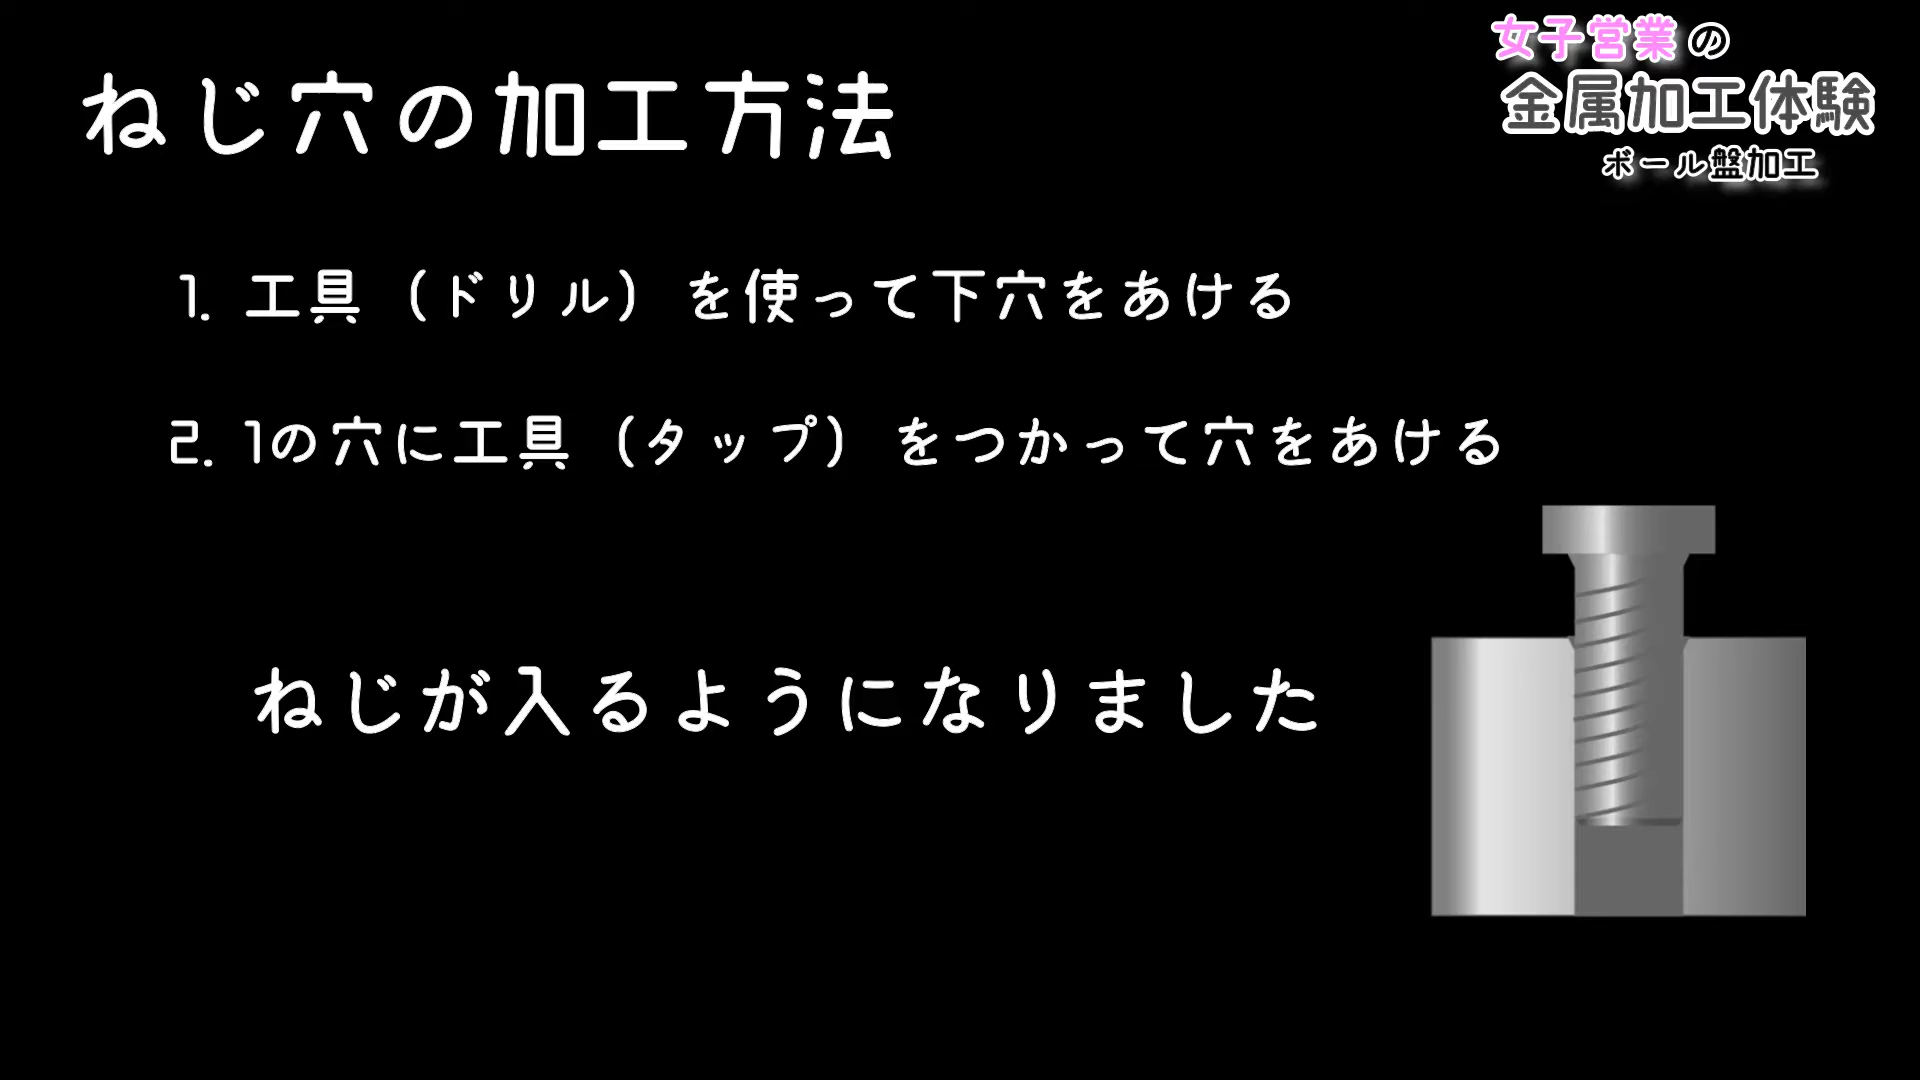 女子営業の
金属加工体験
ボール盤加工
ねじ穴の加工方法
1. 工具（ドリル）を使って下穴をあける
2. 1の穴に工具（タップ）をつかって穴をあける
ねじが入るようになりました